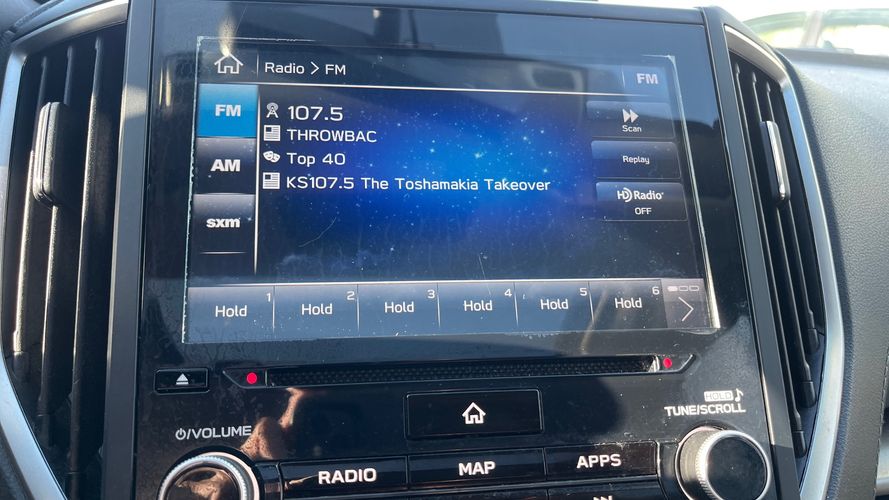 Radio > FM
FM
FM
107.5
Scan
THROWBAC
AM
Top 40
Replay
KS107.5 The Toshamakia Takeover
HD Radio
OFF
sxm
Hold 1
Hold 2
Hold 3
Hold 4
Hold 5
Hold 6
HOLD
TUNE/SCROLL
VOLUME
RADIO
MAP
APPS